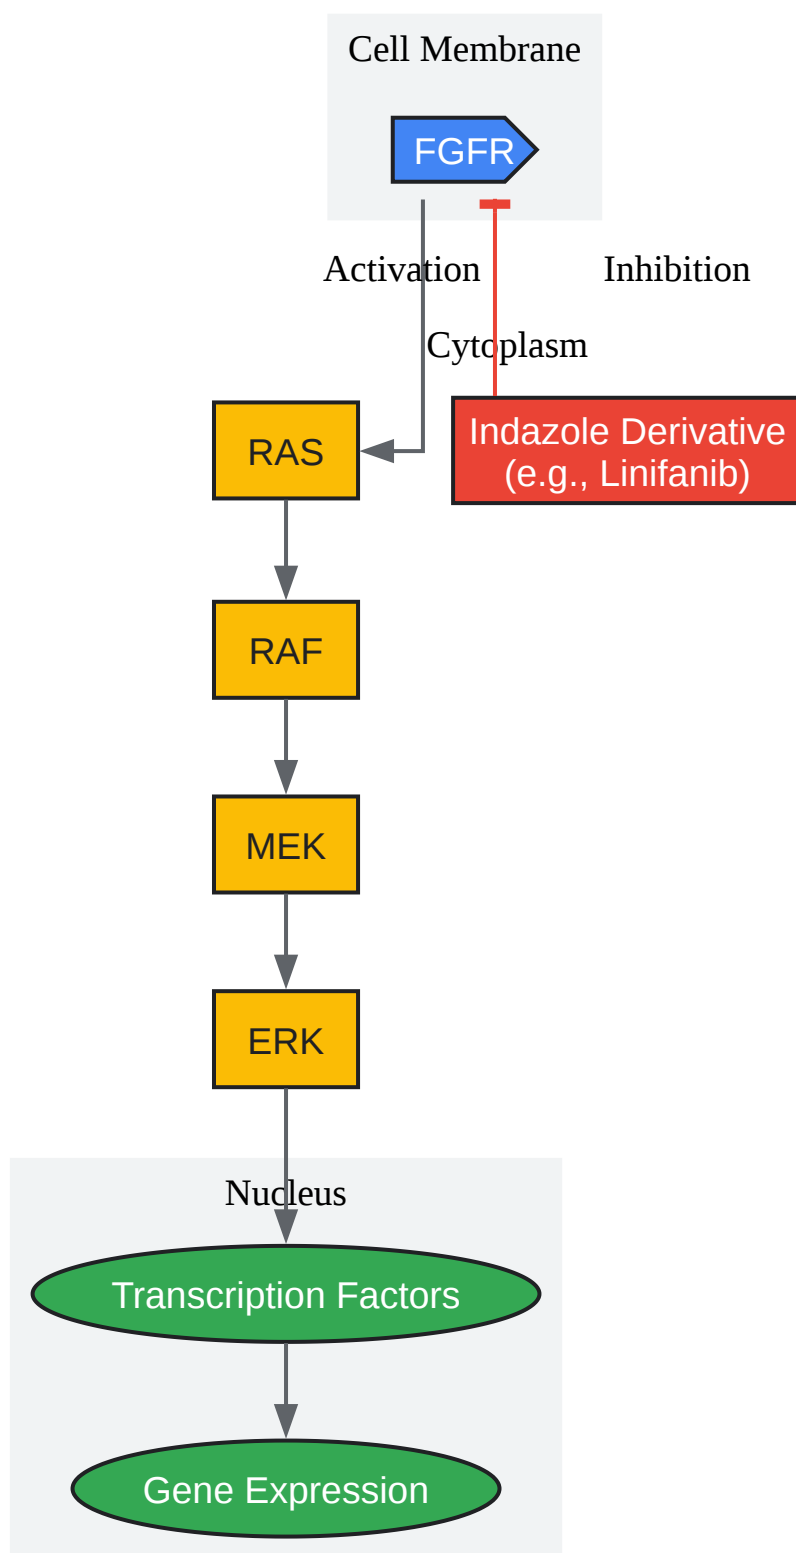 Cell Membrane
FGFR
Activation
Inhibition
Cytoplasm
RAS
Indazole Derivative
(e.g., Linifanib)
RAF
MEK
ERK
Nucleus
Transcription Factors
Gene Expression